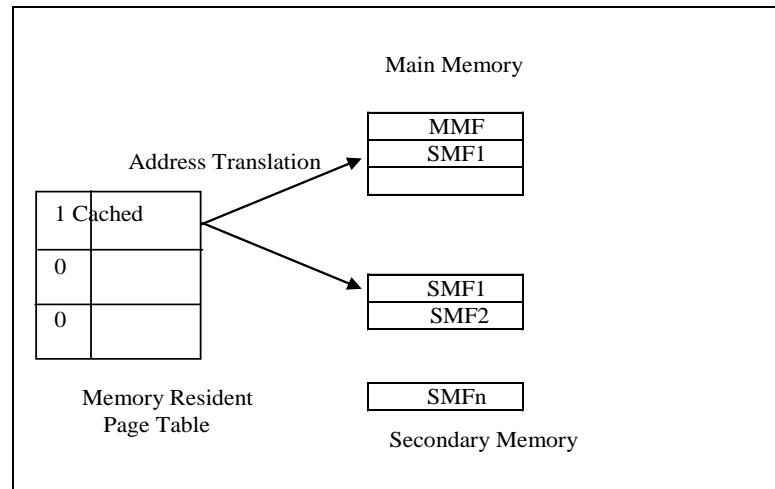 Main Memory
MMF
SMF1
Address Translation
1 Cached
0
0
SMF1
SMF2
SMFn
Memory Resident
Page Table
Secondary Memory